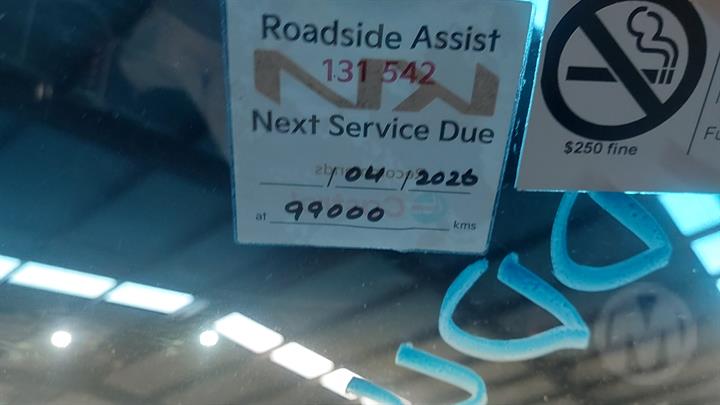 Roadside Assist
131 542
Next Service Due
/ 04 / 2026
at 99000 kms
$250 fine